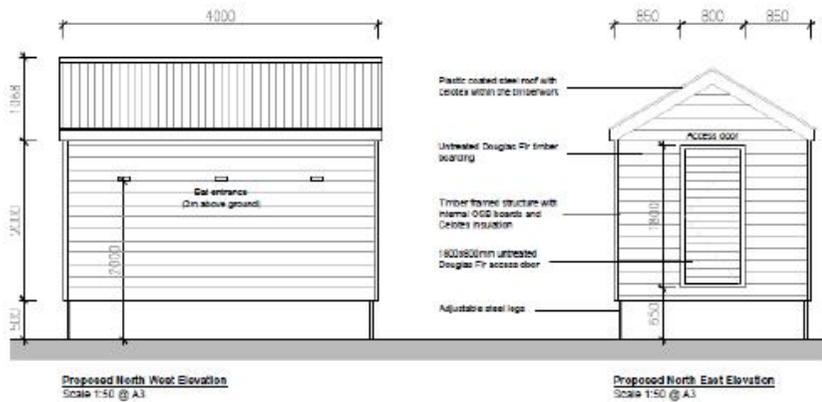 4000
850 800 850
1068
Plastic coated steel roof with
Celotex within the timberwork
Access door
Untreated Douglas Fir timber
boarding
Bat entrance
(2m above ground)
2000
2000
Timber framed structure with
internal OSB boards and
Celotex insulation
1800
1800x800mm untreated
Douglas Fir access door
Adjustable steel legs
500
650
Proposed North West Elevation
Scale 1:50 @ A3
Proposed North East Elevation
Scale 1:50 @ A3